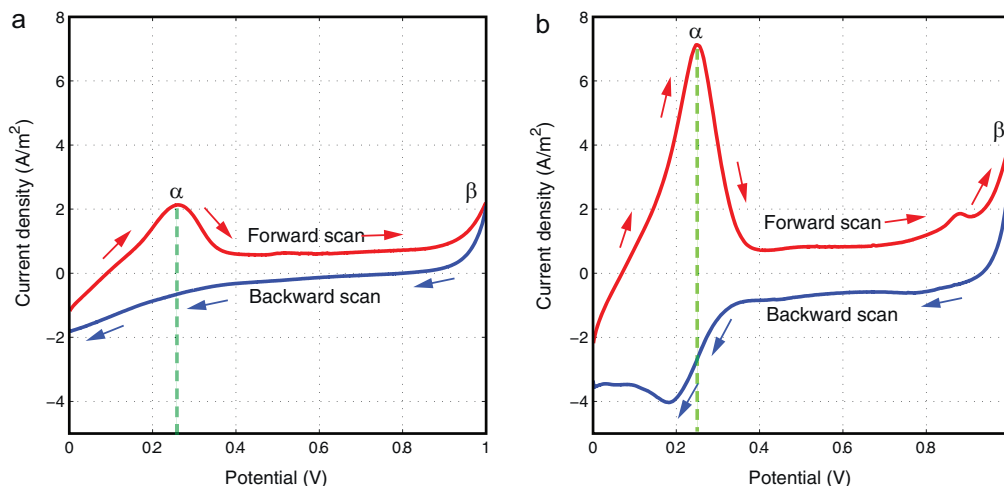 a
8
6
4
2
0
−2
−4
Current density (A/m²)
α
β
Forward scan
Backward scan
0
0.2
0.4
0.6
0.8
1
Potential (V)
b
8
6
4
2
0
−2
−4
Current density (A/m²)
α
β
Forward scan
Backward scan
0
0.2
0.4
0.6
0.8
Potential (V)